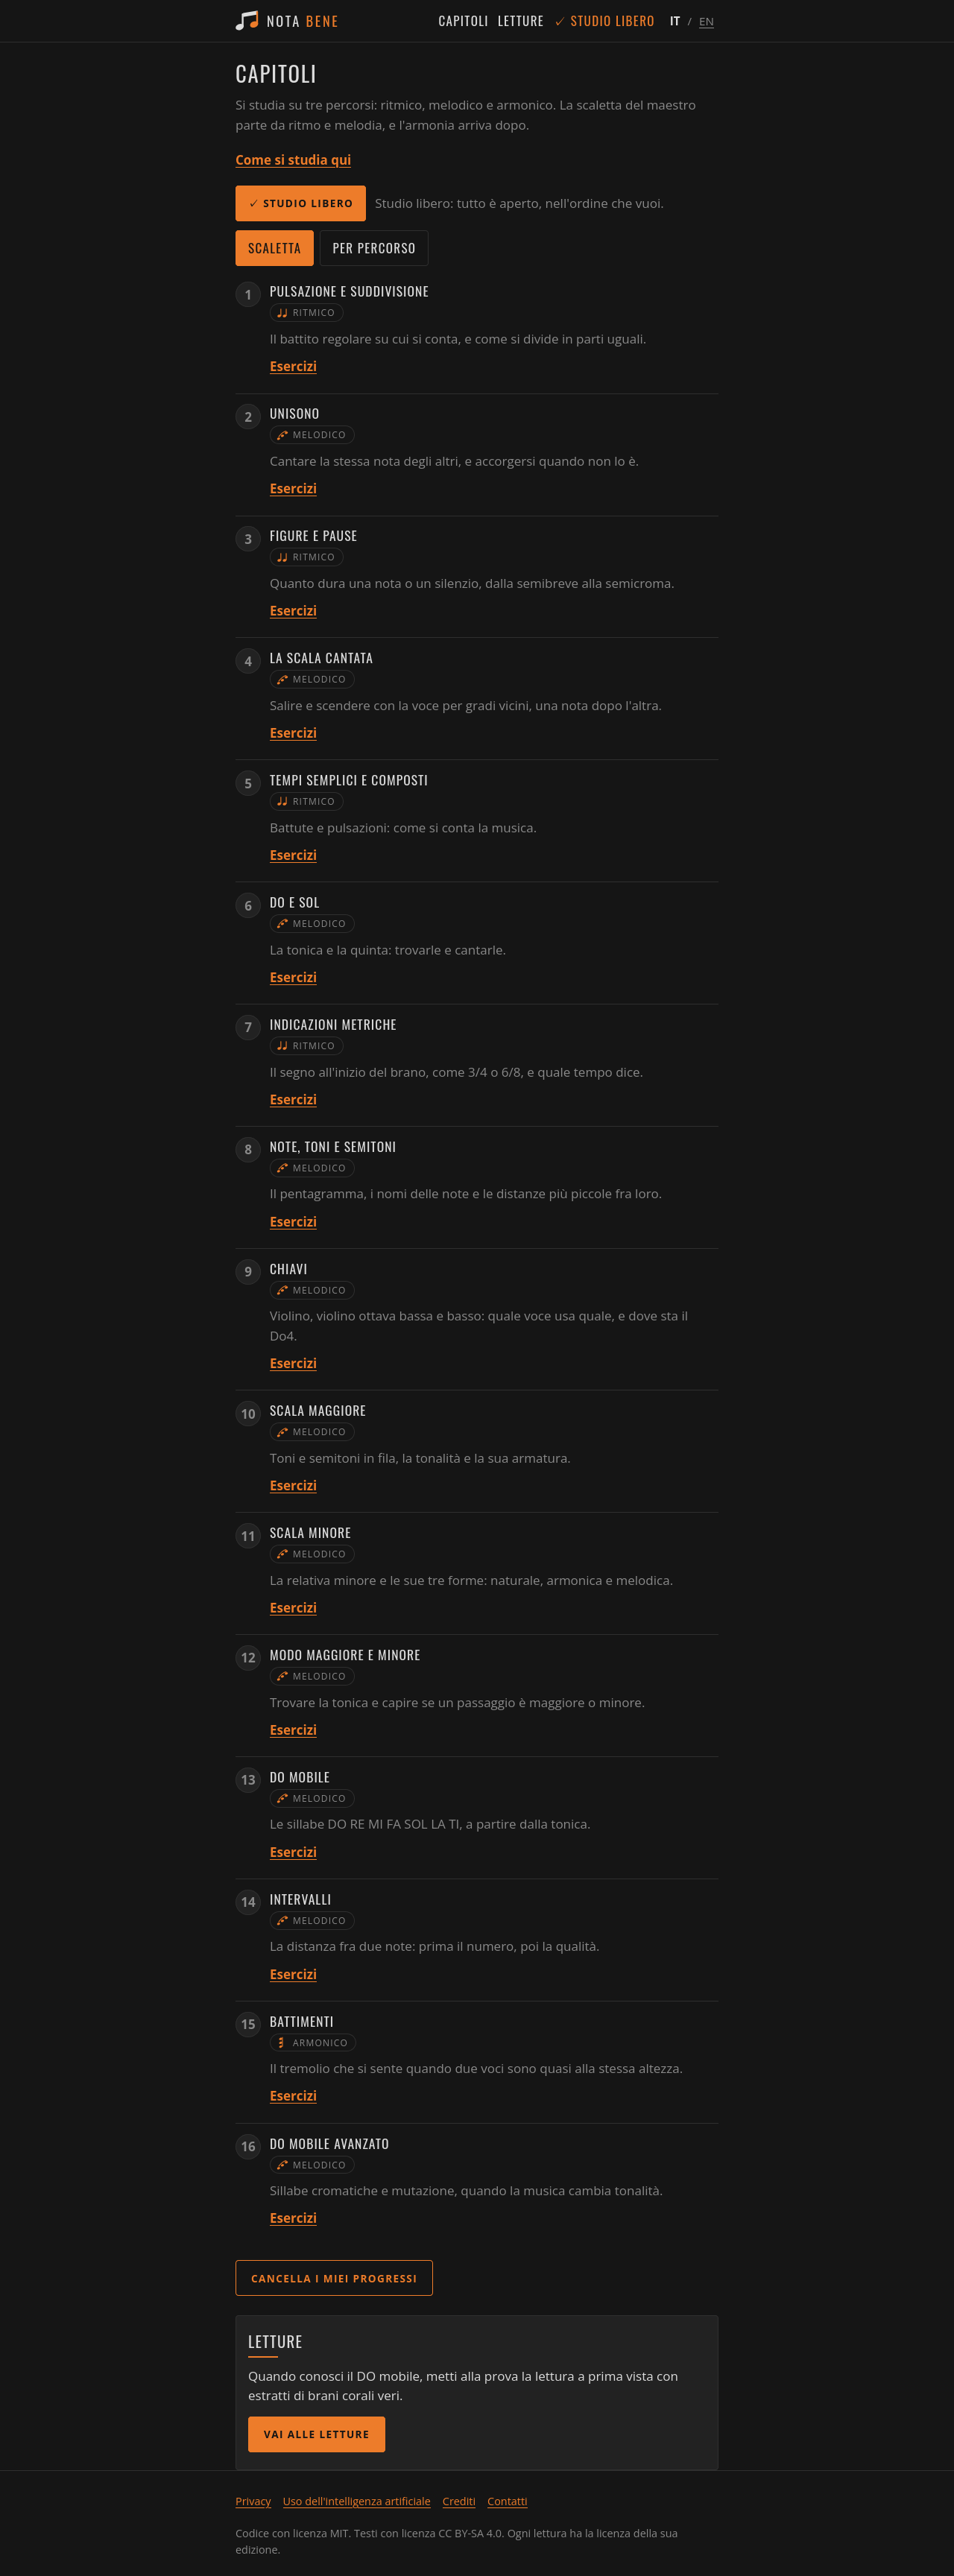 NOTA BENE
CAPITOLI LETTURE ✓ STUDIO LIBERO IT / EN
CAPITOLI
Si studia su tre percorsi: ritmico, melodico e armonico. La scaletta del maestro
parte da ritmo e melodia, e l'armonia arriva dopo.
Come si studia qui
✓ STUDIO LIBERO
Studio libero: tutto è aperto, nell'ordine che vuoi.
SCALETTA
PER PERCORSO
1
PULSAZIONE E SUDDIVISIONE
RITMICO
Il battito regolare su cui si conta, e come si divide in parti uguali.
Esercizi
2
UNISONO
MELODICO
Cantare la stessa nota degli altri, e accorgersi quando non lo è.
Esercizi
3
FIGURE E PAUSE
RITMICO
Quanto dura una nota o un silenzio, dalla semibreve alla semicroma.
Esercizi
4
LA SCALA CANTATA
MELODICO
Salire e scendere con la voce per gradi vicini, una nota dopo l'altra.
Esercizi
5
TEMPI SEMPLICI E COMPOSTI
RITMICO
Battute e pulsazioni: come si conta la musica.
Esercizi
6
DO E SOL
MELODICO
La tonica e la quinta: trovarle e cantarle.
Esercizi
7
INDICAZIONI METRICHE
RITMICO
Il segno all'inizio del brano, come 3/4 o 6/8, e quale tempo dice.
Esercizi
8
NOTE, TONI E SEMITONI
MELODICO
Il pentagramma, i nomi delle note e le distanze più piccole fra loro.
Esercizi
9
CHIAVI
MELODICO
Violino, violino ottava bassa e basso: quale voce usa quale, e dove sta il
Do4.
Esercizi
10
SCALA MAGGIORE
MELODICO
Toni e semitoni in fila, la tonalità e la sua armatura.
Esercizi
11
SCALA MINORE
MELODICO
La relativa minore e le sue tre forme: naturale, armonica e melodica.
Esercizi
12
MODO MAGGIORE E MINORE
MELODICO
Trovare la tonica e capire se un passaggio è maggiore o minore.
Esercizi
13
DO MOBILE
MELODICO
Le sillabe DO RE MI FA SOL LA TI, a partire dalla tonica.
Esercizi
14
INTERVALLI
MELODICO
La distanza fra due note: prima il numero, poi la qualità.
Esercizi
15
BATTIMENTI
ARMONICO
Il tremolio che si sente quando due voci sono quasi alla stessa altezza.
Esercizi
16
DO MOBILE AVANZATO
MELODICO
Sillabe cromatiche e mutazione, quando la musica cambia tonalità.
Esercizi
CANCELLA I MIEI PROGRESSI
LETTURE
Quando conosci il DO mobile, metti alla prova la lettura a prima vista con
estratti di brani corali veri.
VAI ALLE LETTURE
Privacy Uso dell'intelligenza artificiale Crediti Contatti
Codice con licenza MIT. Testi con licenza CC BY-SA 4.0. Ogni lettura ha la licenza della sua
edizione.